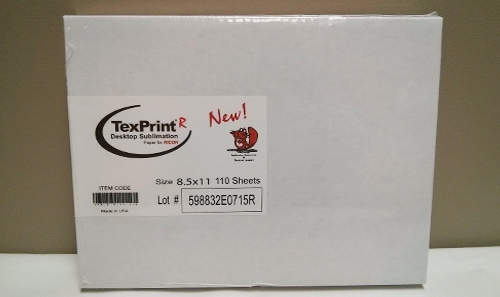 TexPrint R
Desktop Sublimation
Paper for RICOH
New!
Size 8.5x11 110 Sheets
ITEM CODE
Lot # 598832E0715R
Made in USA